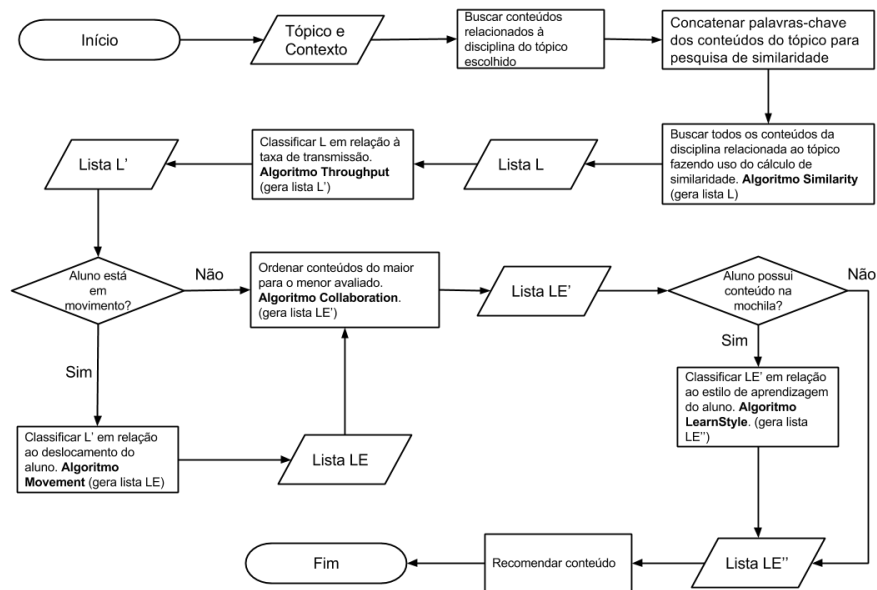 Início
Tópico e
Contexto
Buscar conteúdos
relacionados à
disciplina do tópico
escolhido
Concatenar palavras-chave
dos conteúdos do tópico para
pesquisa de similaridade
Buscar todos os conteúdos da
disciplina relacionada ao tópico
fazendo uso do cálculo de
similaridade. Algoritmo Similarity
(gera lista L)
Lista L
Classificar L em relação à
taxa de transmissão.
Algoritmo Throughput
(gera lista L')
Lista L'
Aluno está
em
movimento?
Não
Sim
Classificar L' em relação
ao deslocamento do
aluno. Algoritmo
Movement (gera lista LE)
Lista LE
Ordenar conteúdos do maior
para o menor avaliado.
Algoritmo Collaboration.
(gera lista LE')
Lista LE'
Aluno possui
conteúdo na
mochila?
Não
Sim
Classificar LE' em relação
ao estilo de aprendizagem
do aluno. Algoritmo
LearnStyle. (gera lista
LE'')
Lista LE''
Recomendar conteúdo
Fim